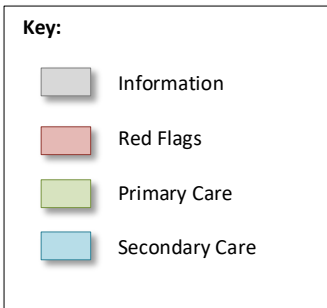 Key:
Information
Red Flags
Primary Care
Secondary Care